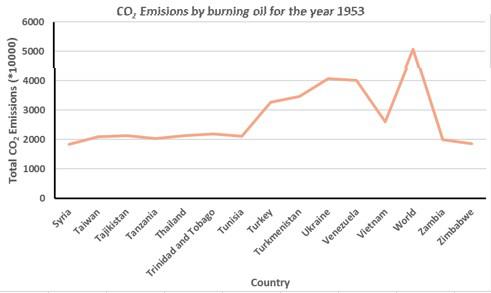 CO₂ Emisions by burning oil for the year 1953
Total CO₂ Emissions (*10000)
6000
5000
4000
3000
2000
1000
0
Syria
Taiwan
Tajikistan
Tanzania
Thailand
Trinidad and Tobago
Tunisia
Turkey
Turkmenistan
Ukraine
Venezuela
Vietnam
World
Zambia
Zimbabwe
Country